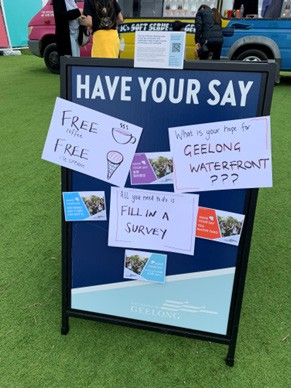 SOFT SERVE
HAVE YOUR SAY
FREE
coffee
FREE
ice cream
What is your hope for
GEELONG
WATERFRONT
???
All you need to do is
FILL IN A
SURVEY
GEELONG